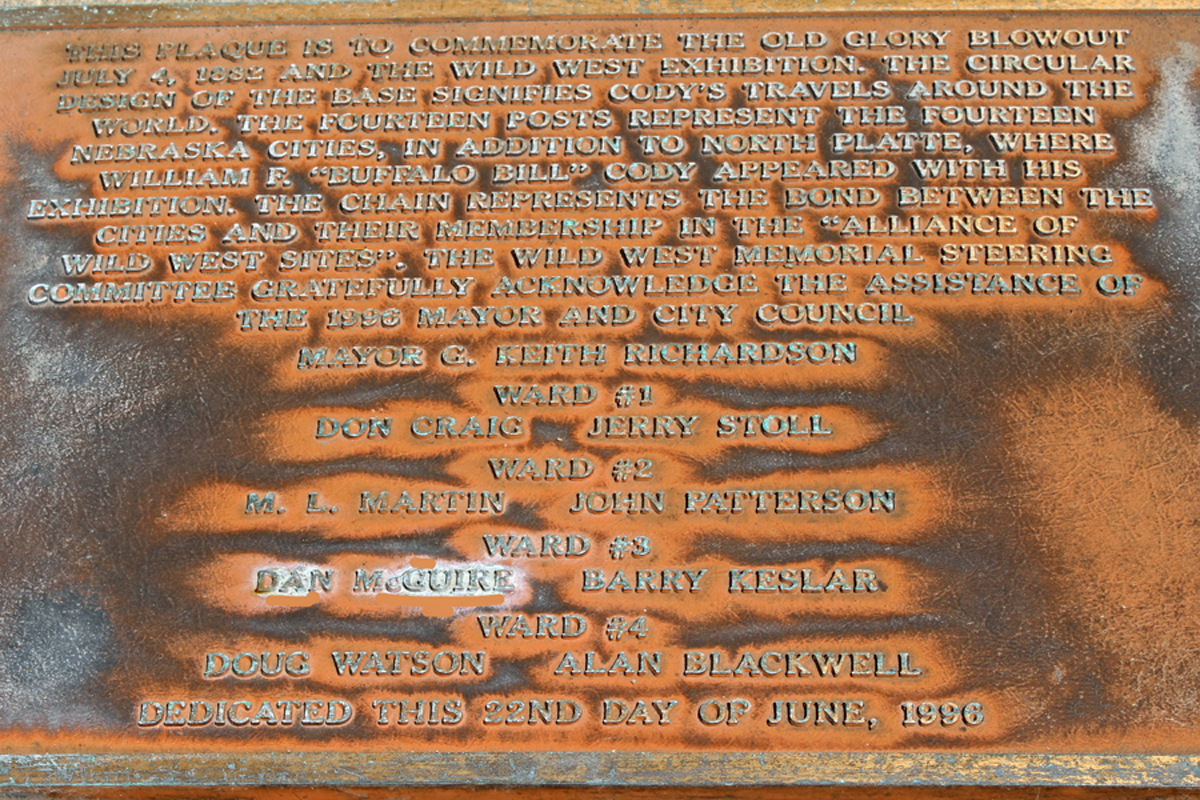 THIS PLAQUE IS TO COMMEMORATE THE OLD GLORY BLOWOUT
JULY 4, 1882 AND THE WILD WEST EXHIBITION. THE CIRCULAR
DESIGN OF THE BASE SIGNIFIES CODY'S TRAVELS AROUND THE
WORLD. THE FOURTEEN POSTS REPRESENT THE FOURTEEN
NEBRASKA CITIES, IN ADDITION TO NORTH PLATTE, WHERE
WILLIAM F. "BUFFALO BILL" CODY APPEARED WITH HIS
EXHIBITION. THE CHAIN REPRESENTS THE BOND BETWEEN THE
CITIES AND THEIR MEMBERSHIP IN THE "ALLIANCE OF
WILD WEST SITES". THE WILD WEST MEMORIAL STEERING
COMMITTEE GRATEFULLY ACKNOWLEDGE THE ASSISTANCE OF
THE 1996 MAYOR AND CITY COUNCIL
MAYOR G. KEITH RICHARDSON
WARD #1
DON CRAIG JERRY STOLL
WARD #2
M. L. MARTIN JOHN PATTERSON
WARD #3
DAN McGUIRE BARRY KESLAR
WARD #4
DOUG WATSON ALAN BLACKWELL
DEDICATED THIS 22ND DAY OF JUNE, 1996